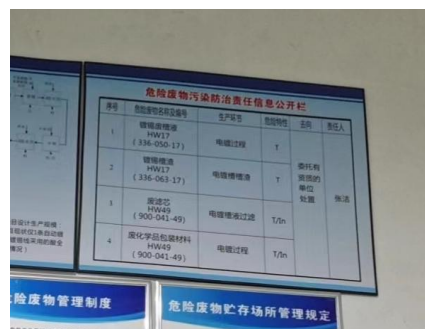 危险废物污染防治责任信息公开栏
序号 危险废物名称及编号 生产环节 危险特性 去向 责任人
1 镀锡废槽液 HW17 (336-050-17) 电镀过程 T
2 镀铬槽渣 HW17 (336-063-17) 电镀槽槽渣 T
3 废滤芯 HW49 (900-041-49) 电镀槽液过滤 T/In
4 废化学品包装材料 HW49 (900-041-49) 电镀过程 T/In
委托有
资质的
单位
处置
危险废物管理制度
危险废物贮存场所管理规定